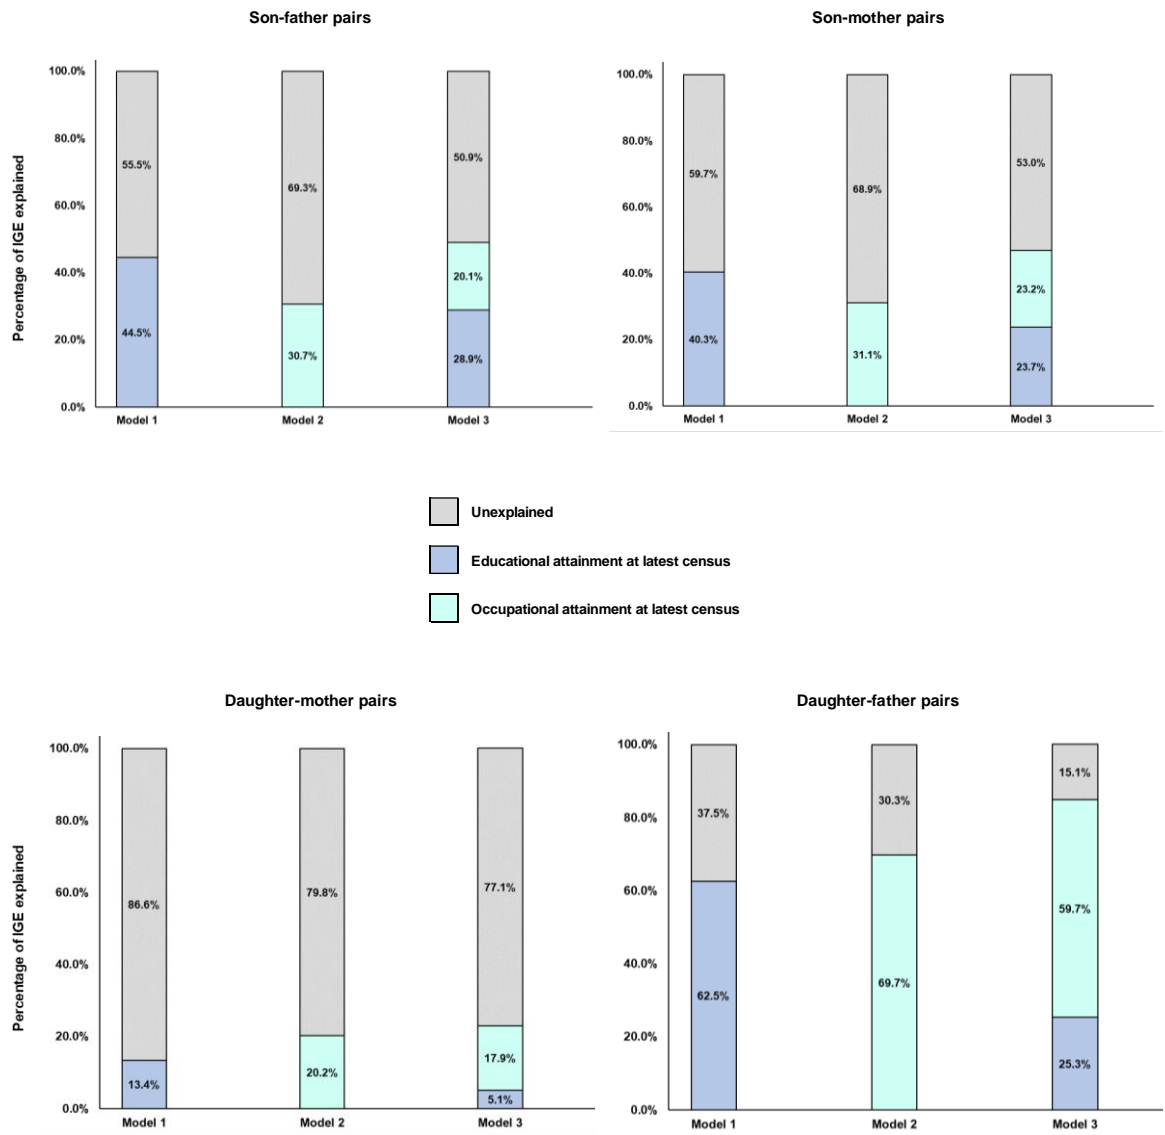 Son-father pairs
Son-mother pairs
Percentage of IGE explained
100.0%
80.0%
60.0%
40.0%
20.0%
0.0%
55.5%
44.5%
69.3%
30.7%
50.9%
20.1%
28.9%
Model 1
Model 2
Model 3
100.0%
80.0%
60.0%
40.0%
20.0%
0.0%
59.7%
40.3%
68.9%
31.1%
53.0%
23.2%
23.7%
Model 1
Model 2
Model 3
Unexplained
Educational attainment at latest census
Occupational attainment at latest census
Daughter-mother pairs
Daughter-father pairs
Percentage of IGE explained
100.0%
80.0%
60.0%
40.0%
20.0%
0.0%
86.6%
13.4%
79.8%
20.2%
77.1%
17.9%
5.1%
Model 1
Model 2
Model 3
100.0%
80.0%
60.0%
40.0%
20.0%
0.0%
37.5%
62.5%
30.3%
69.7%
15.1%
59.7%
25.3%
Model 1
Model 2
Model 3